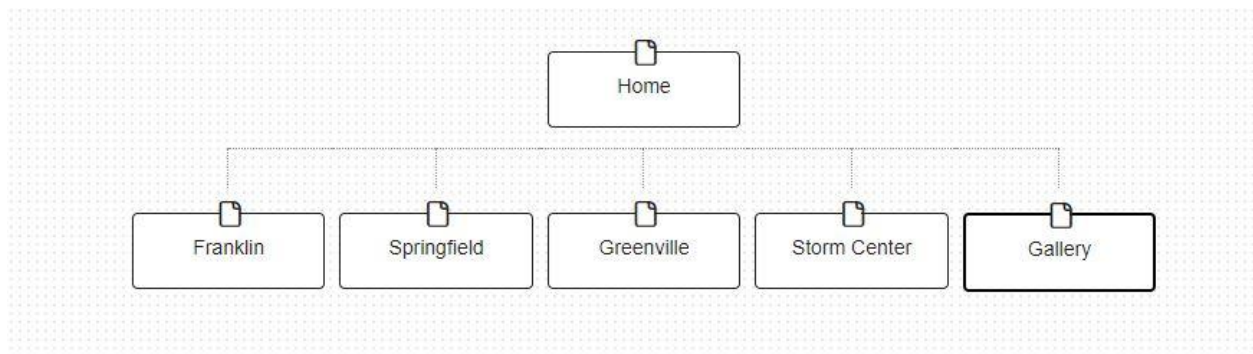 Home
Franklin
Springfield
Greenville
Storm Center
Gallery